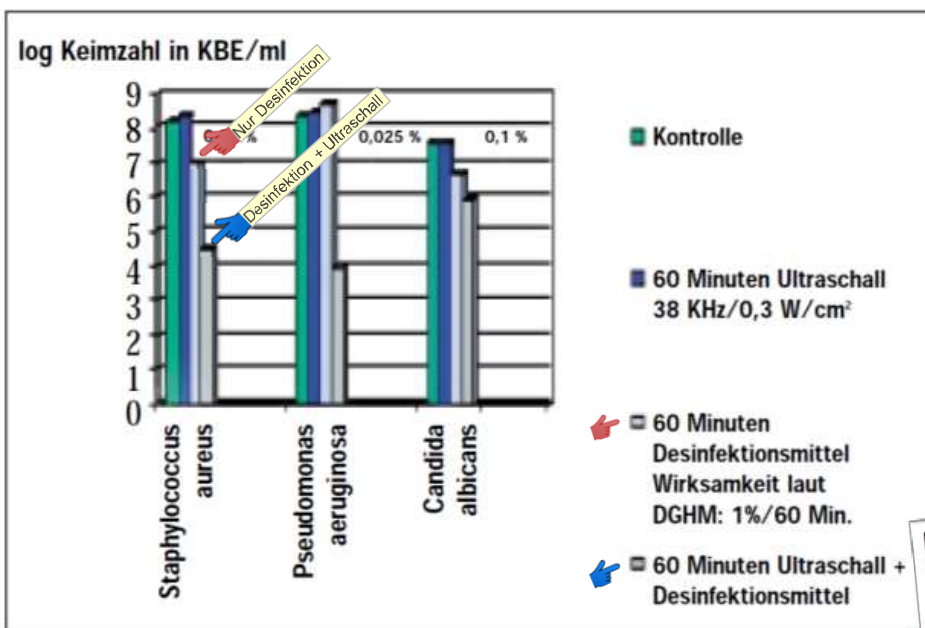 log Keimzahl in KBE/ml
9
8
7
6
5
4
3
2
1
0
Nur Desinfektion
Desinfektion + Ultraschall
%
0,025 %
0,1 %
Staphylococcus
aureus
Pseudomonas
aeruginosa
Candida
albicans
Kontrolle
60 Minuten Ultraschall
38 KHz/0,3 W/cm²
60 Minuten
Desinfektionsmittel
Wirksamkeit laut
DGHM: 1%/60 Min.
60 Minuten Ultraschall +
Desinfektionsmittel